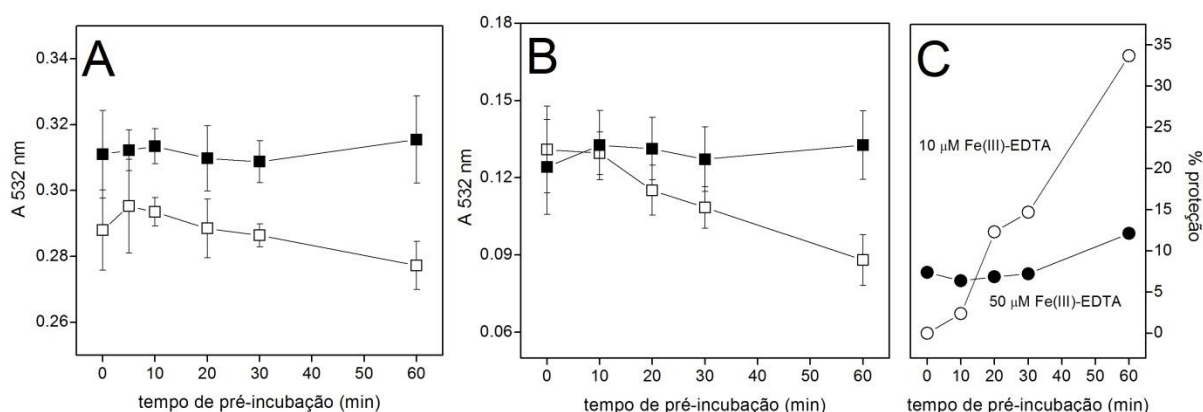 A
A 532 nm
0.34
0.32
0.30
0.28
0.26
0 10 20 30 40 50 60
tempo de pré-incubação (min)
B
A 532 nm
0.18
0.15
0.12
0.09
0.06
0 10 20 30 40 50 60
tempo de pré-incubação (min)
C
10 µM Fe(III)-EDTA
50 µM Fe(III)-EDTA
35
30
25
20
15
10
5
0
% proteção
0 10 20 30 40 50 60
tempo de pré-incubação (min)